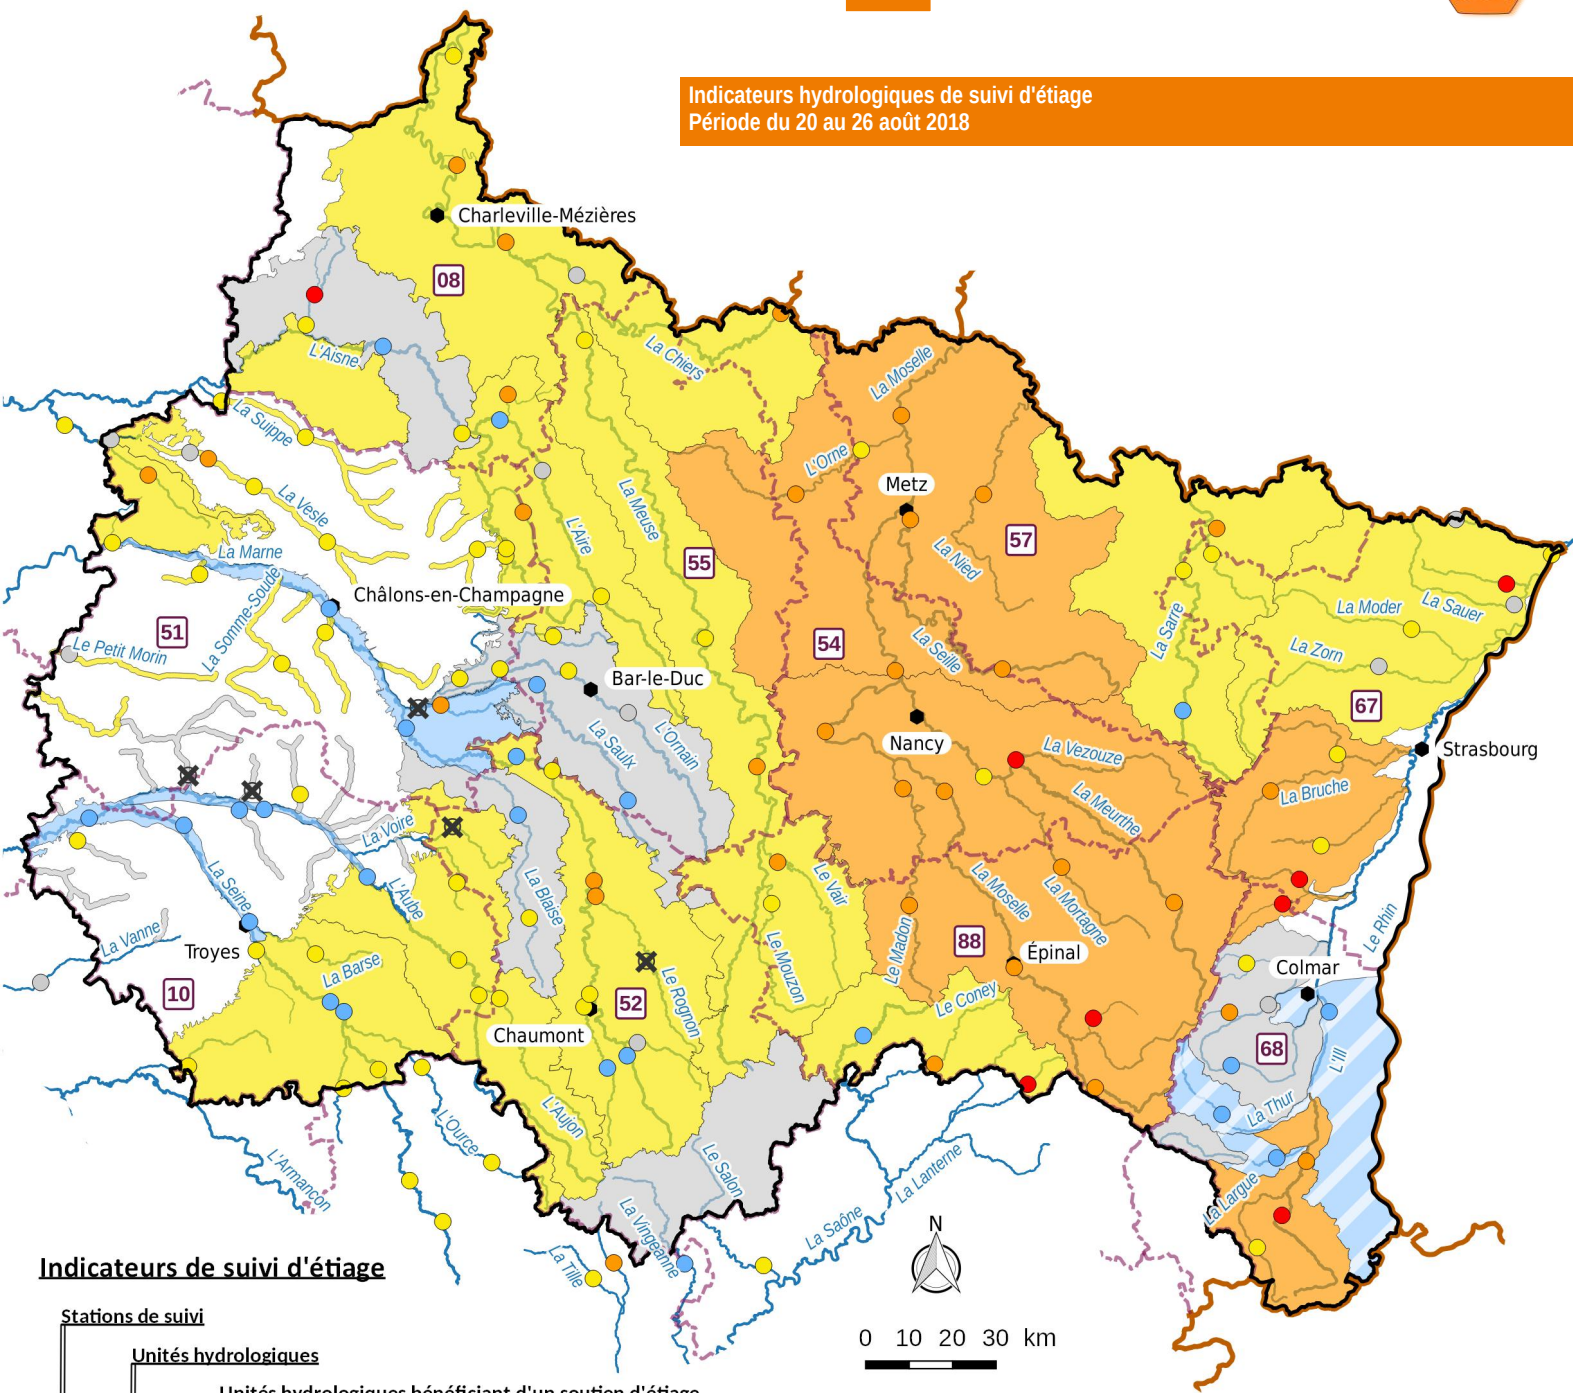 Indicateurs hydrologiques de suivi d'étiage
Période du 20 au 26 août 2018
Charleville-Mézières
08
L'Aisne
La Chiers
La Moselle
La Suippe
L'Orne
Metz
La Vesle
La Meuse
L'Aire
57
55
La Nied
La Marne
Châlons-en-Champagne
La Somme-Soude
La Moder
La Sauer
51
Le Petit Morin
54
La Seille
La Sarre
La Zorn
Bar-le-Duc
67
Nancy
Strasbourg
La Saulx
L'Ornain
La Vezouze
La Meurthe
La Bruche
La Voire
La Seine
L'Aube
La Blaise
Le Vair
La Moselle
La Mortagne
Le Rhin
La Vanne
Troyes
La Barse
Le Mouzon
Le Madon
88
Épinal
Colmar
10
52
Le Rognon
Le Coney
Chaumont
68
L'Ill
L'Aujon
L'Ource
La Thur
L'Armançon
Le Salon
La Lanterne
La Largue
La Vingeanne
La Saône
La Tille
N
Indicateurs de suivi d'étiage
Stations de suivi
Unités hydrologiques
0 10 20 30 km
Unités hydrologiques bénéficiant d'un soutien d'étiage